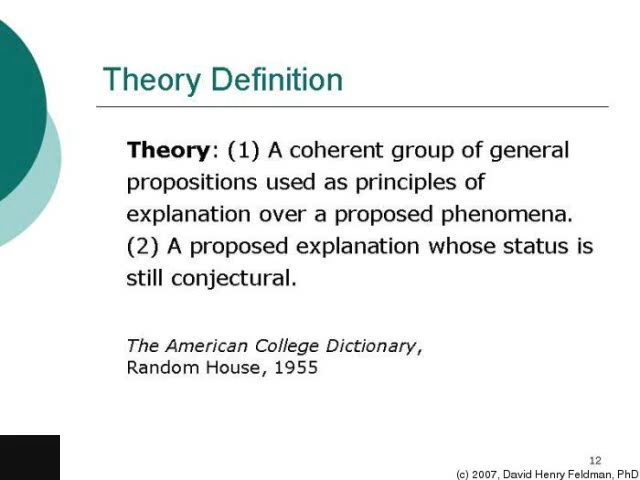 Theory Definition
Theory: (1) A coherent group of general
propositions used as principles of
explanation over a proposed phenomena.
(2) A proposed explanation whose status is
still conjectural.
The American College Dictionary,
Random House, 1955
12
(c) 2007, David Henry Feldman, PhD